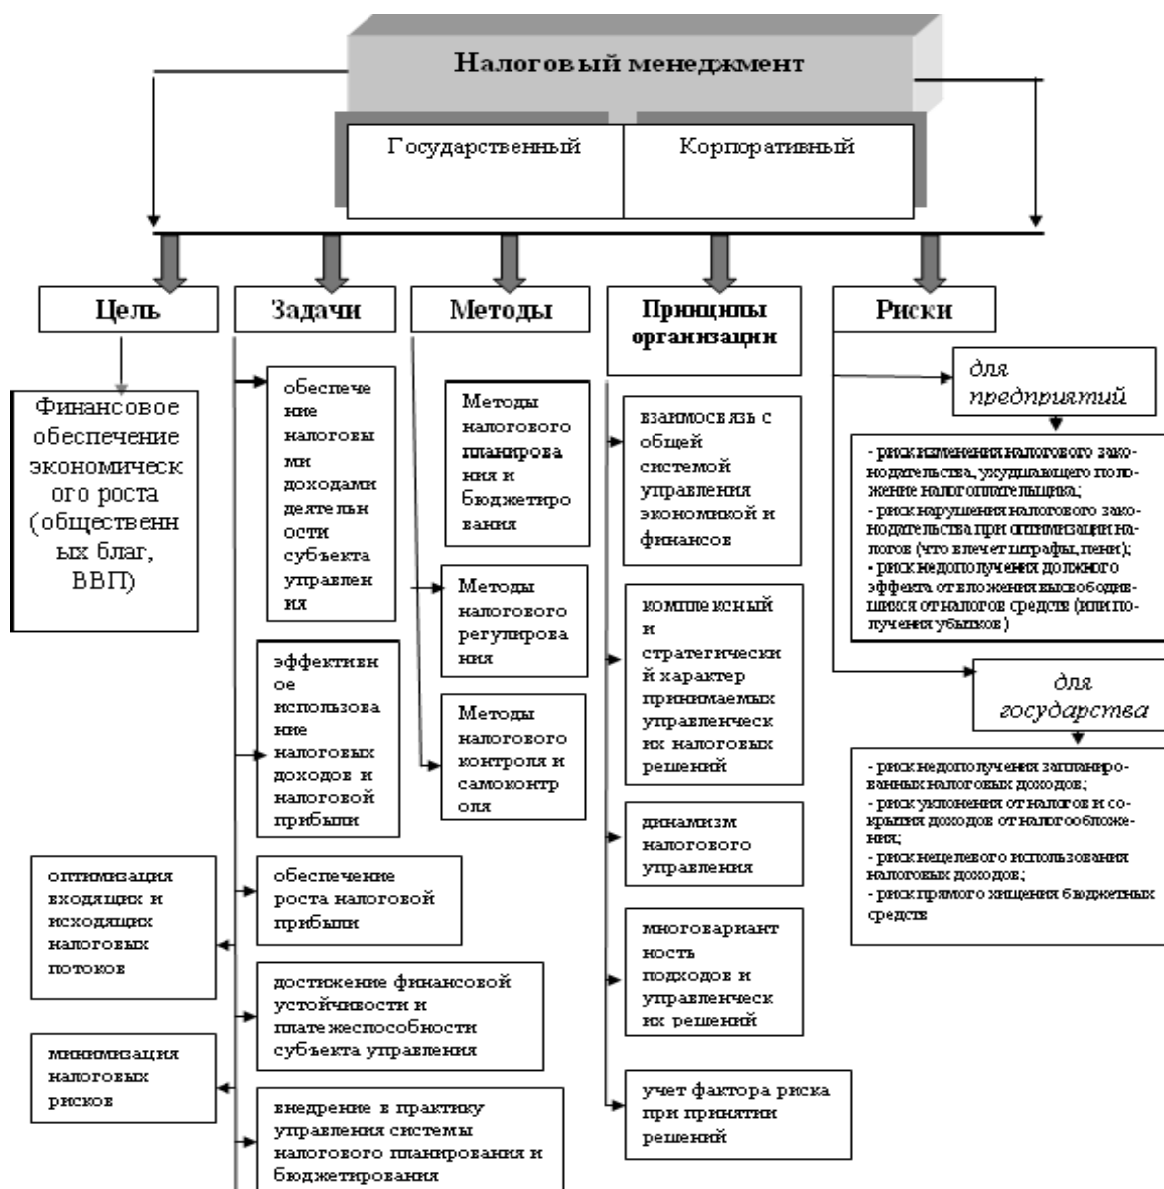 Налоговый менеджмент
Государственный
Корпоративный
Цель
Финансовое
обеспечение
экономическ
ого роста
(общественн
ых благ,
ВВП)
Задачи
обеспече
ние
налоговы
ми
доходами
деятельн
ости
субъекта
управлен
ия
эффективн
ое
использова
ние
налоговых
доходов и
налоговой
прибыли
обеспечение
роста налоговой
прибыли
достижение финансовой
устойчивости и
платежеспособности
субъекта управления
внедрение в практику
управления системы
налогового планирования и
бюджетирования
оптимизация
входящих и
исходящих
налоговых
потоков
минимизация
налоговых
рисков
Методы
Методы
налогового
планирова
ния и
бюджетиро
вания
Методы
налогового
регулирова
ния
Методы
налогового
контроля и
самоконтр
оля
Принципы
организации
взаимосвязь с
общей
системой
управления
экономикой и
финансов
комплексный
и
стратегически
й характер
принимаемых
управленческ
их налоговых
решений
динамизм
налогового
управления
многовариант
ность
подходов и
управленческ
их решений
учет фактора риска
при принятии
решений
Риски
для
предприятий
- риск изменения налогового зако-
нодательства, ухудшающего поло-
жение налогоплательщика;
- риск нарушения налогового зако-
нодательства при оптимизации на-
логов (что влечет штрафы, пени);
- риск недополучения должного
эффекта от вложения высвободив-
шихся от налогов средств (или по-
лучения убытков)
для
государства
- риск недополучения запланиро-
ванных налоговых доходов;
- риск уклонения от налогов и со-
крытия доходов от налогообложе-
ния;
- риск нецелевого использования
налоговых доходов;
- риск прямого хищения бюджетных
средств